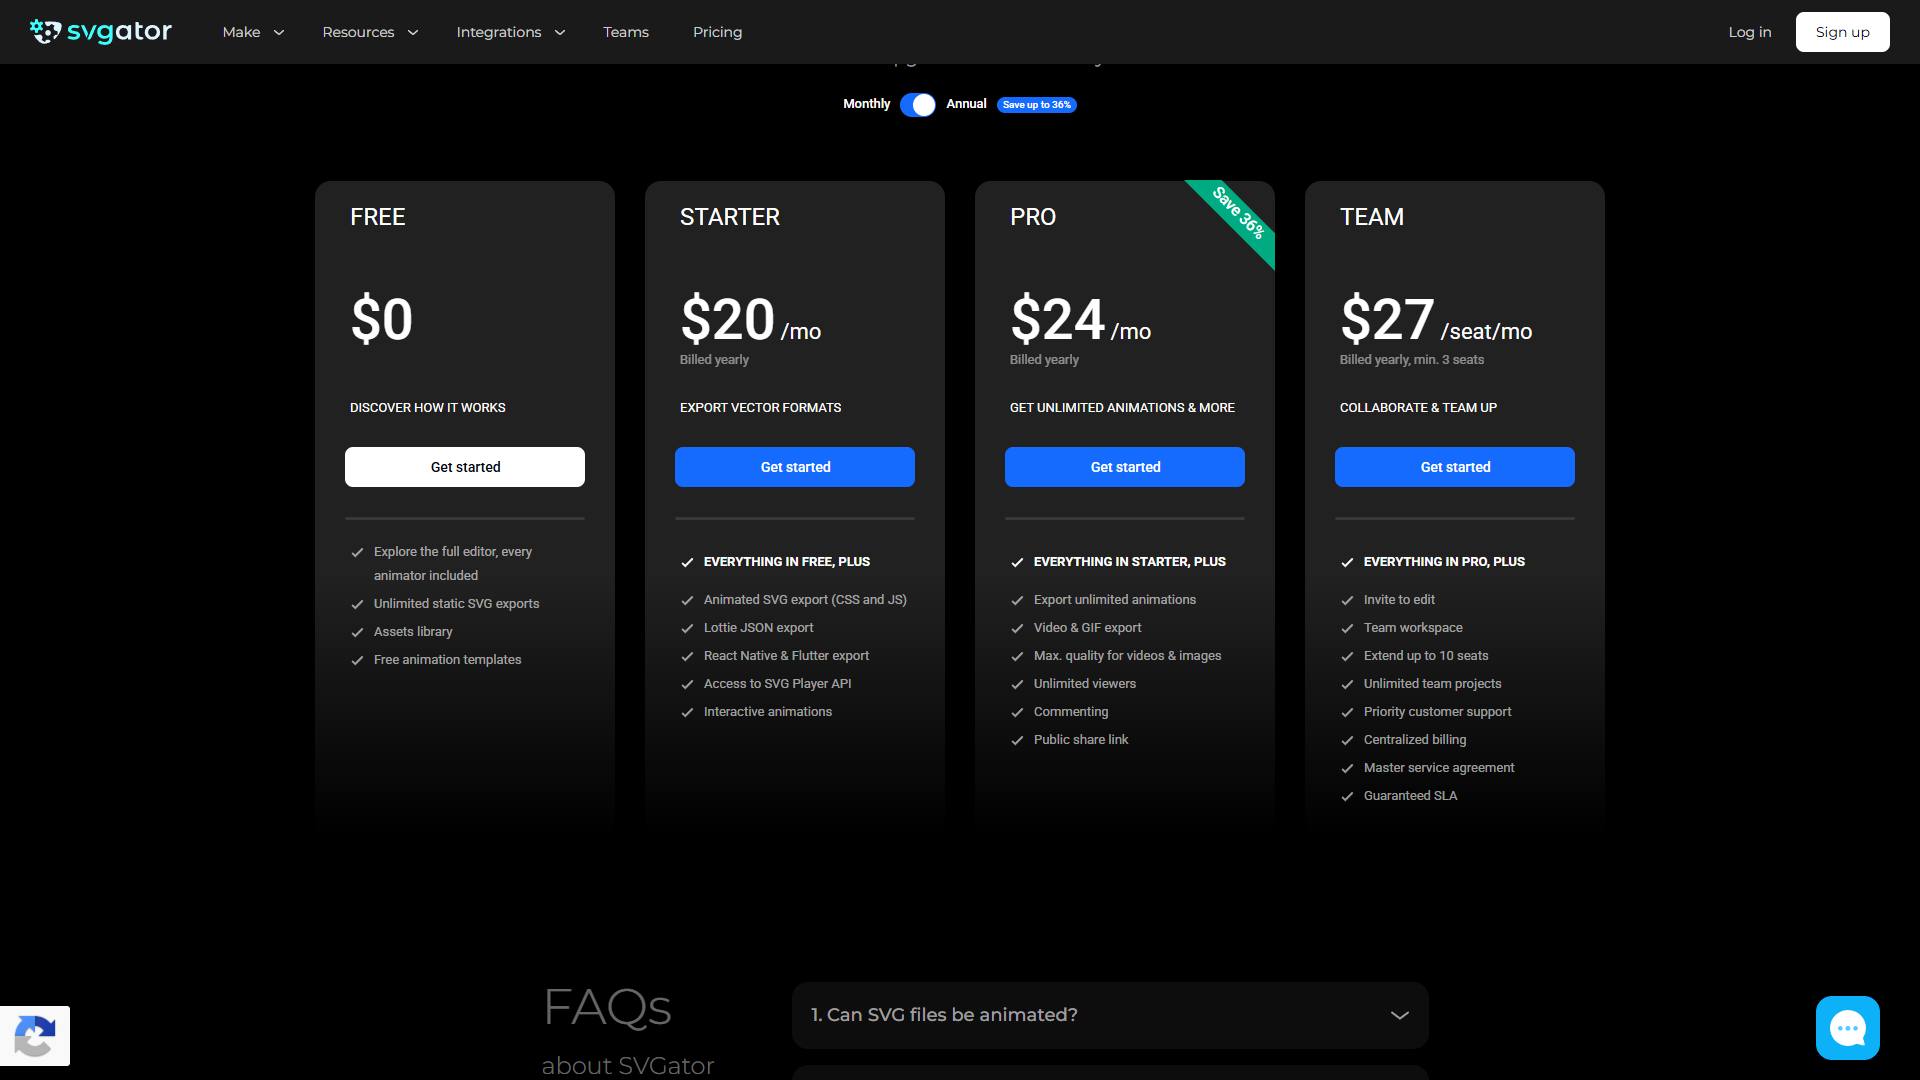 svgator
Make
Resources
Integrations
Teams
Pricing
Log in
Sign up
Monthly
Annual
Save up to 36%
FREE
$0
DISCOVER HOW IT WORKS
Get started
Explore the full editor, every
animator included
Unlimited static SVG exports
Assets library
Free animation templates
STARTER
$20 /mo
Billed yearly
EXPORT VECTOR FORMATS
Get started
EVERYTHING IN FREE, PLUS
Animated SVG export (CSS and JS)
Lottie JSON export
React Native & Flutter export
Access to SVG Player API
Interactive animations
PRO
Save 36%
$24 /mo
Billed yearly
GET UNLIMITED ANIMATIONS & MORE
Get started
EVERYTHING IN STARTER, PLUS
Export unlimited animations
Video & GIF export
Max. quality for videos & images
Unlimited viewers
Commenting
Public share link
TEAM
$27 /seat/mo
Billed yearly, min. 3 seats
COLLABORATE & TEAM UP
Get started
EVERYTHING IN PRO, PLUS
Invite to edit
Team workspace
Extend up to 10 seats
Unlimited team projects
Priority customer support
Centralized billing
Master service agreement
Guaranteed SLA
FAQs
about SVGator
1. Can SVG files be animated?